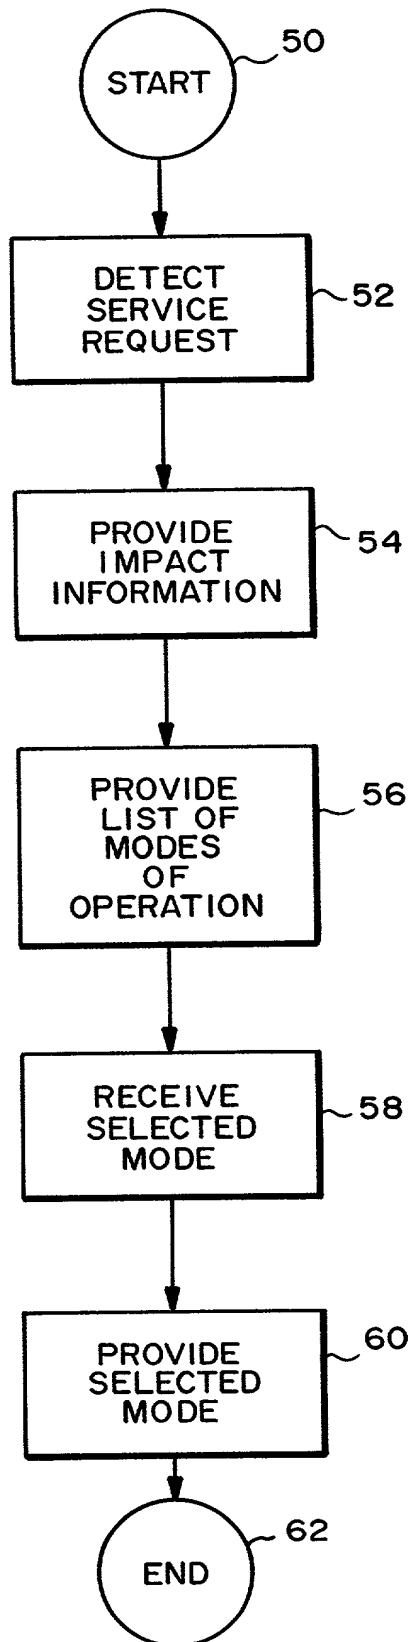 START
50
DETECT
SERVICE
REQUEST
52
PROVIDE
IMPACT
INFORMATION
54
PROVIDE
LIST OF
MODES
OF
OPERATION
56
RECEIVE
SELECTED
MODE
58
PROVIDE
SELECTED
MODE
60
END
62